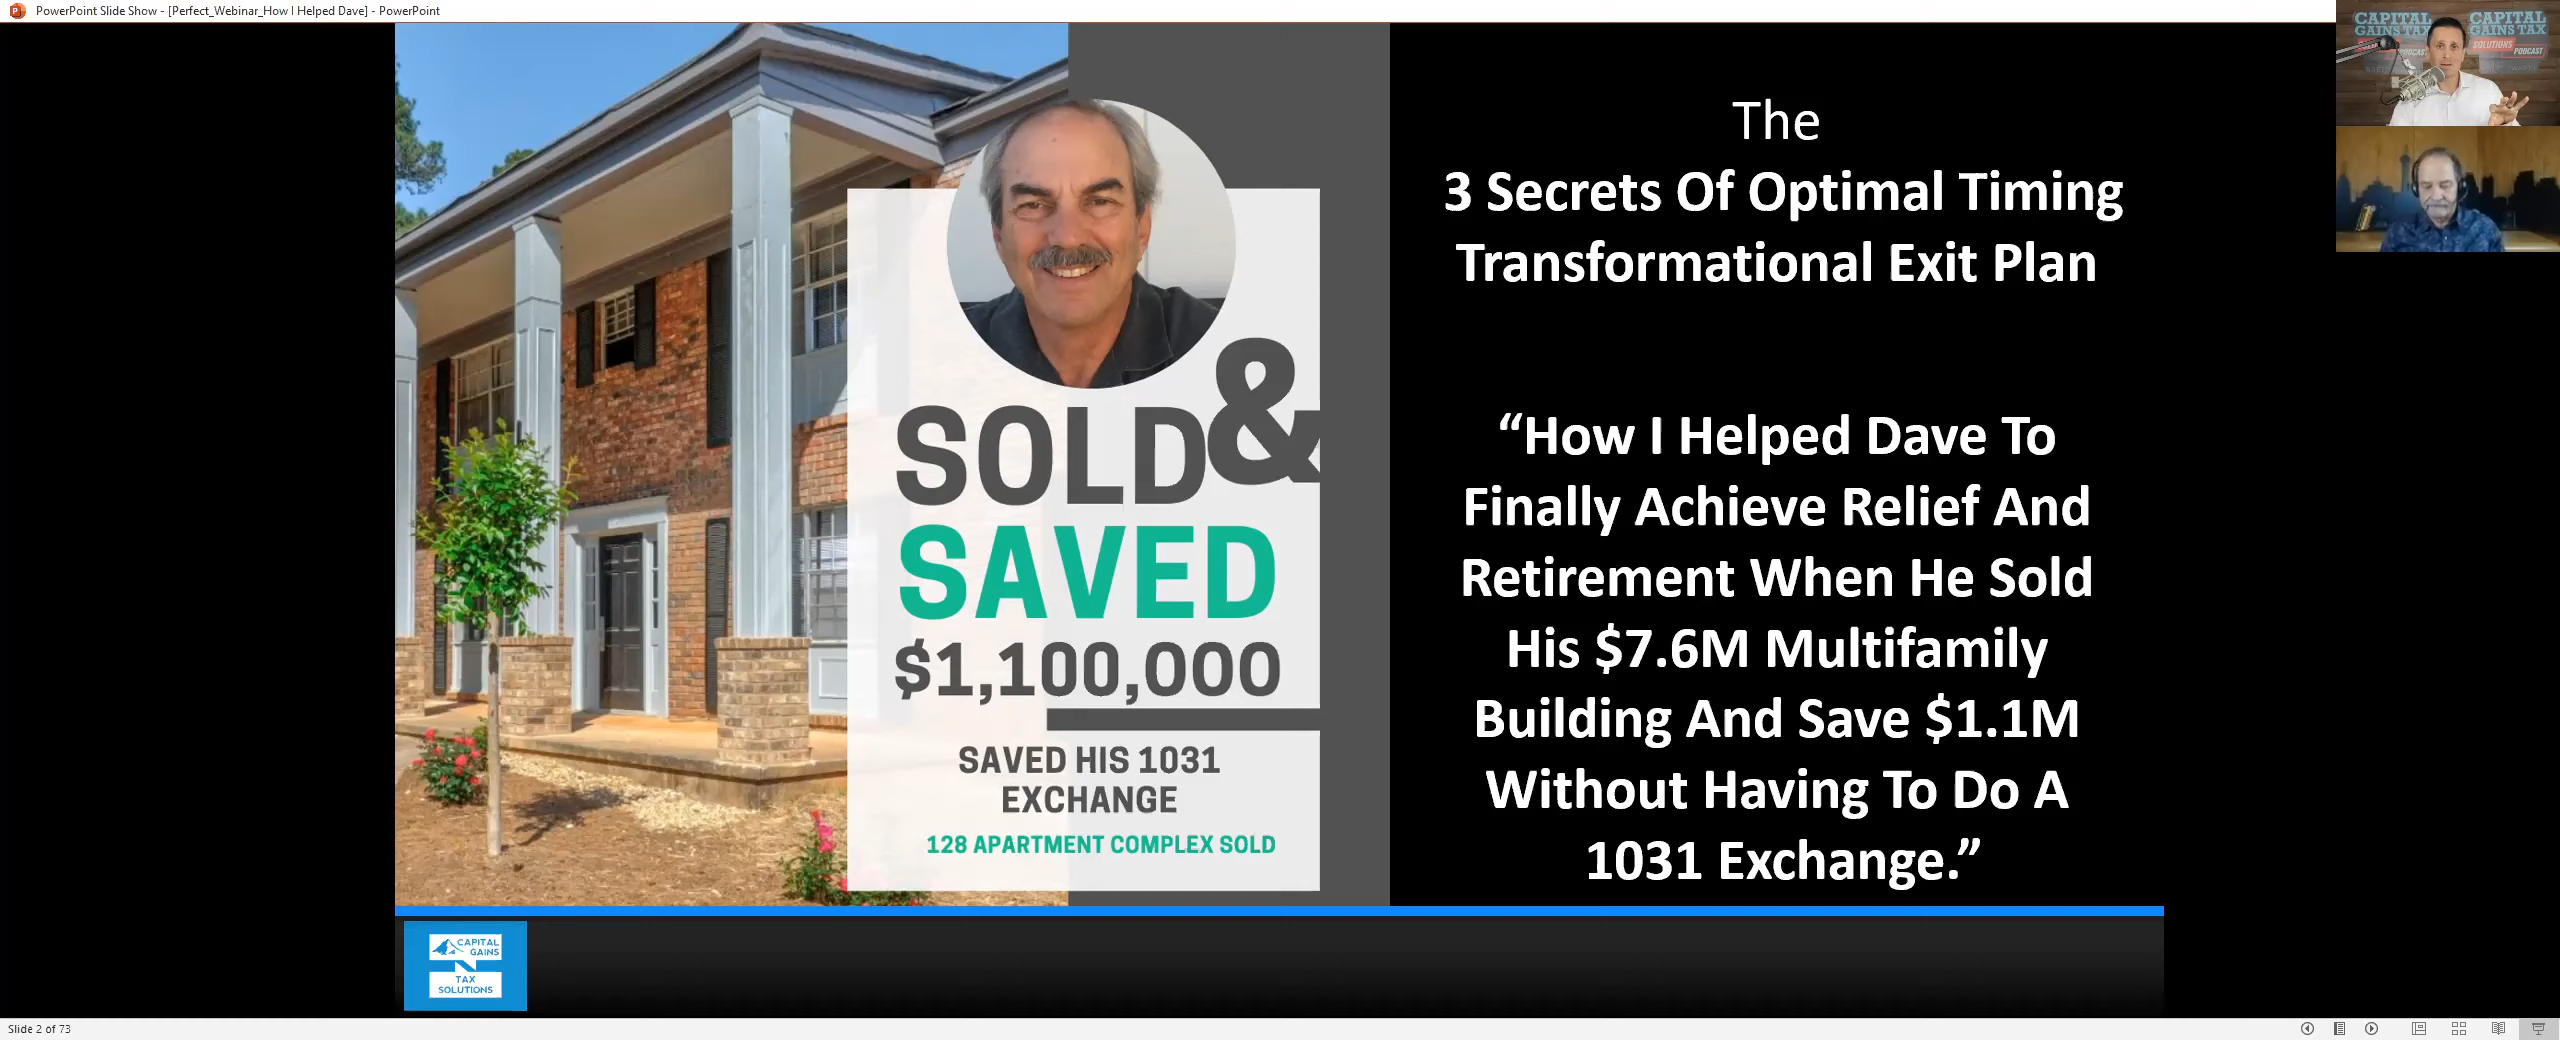 PowerPoint Slide Show - [Perfect_Webinar_How I Helped Dave] - PowerPoint
CAPITAL
GAINS TAX
PODCAST
CAPITAL
GAINS TAX
SOLUTIONS
PODCAST
The
3 Secrets Of Optimal Timing
Transformational Exit Plan
“How I Helped Dave To
Finally Achieve Relief And
Retirement When He Sold
His $7.6M Multifamily
Building And Save $1.1M
Without Having To Do A
1031 Exchange.”
SOLD &
SAVED
$1,100,000
SAVED HIS 1031
EXCHANGE
128 APARTMENT COMPLEX SOLD
CAPITAL
GAINS
TAX
SOLUTIONS
Slide 2 of 73